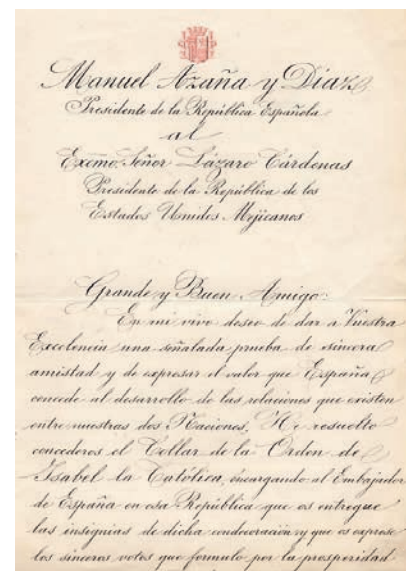 Manuel Azaña y Diaz
Presidente de la República Española
al
Excmo. Señor Lázaro Cárdenas
Presidente de la República de los
Estados Unidos Mejicanos
Grande y Buen Amigo:
En mi vivo deseo de dar a Vuestra
Excelencia una señalada prueba de sincera
amistad y de expresar el valor que España
concede al desarrollo de las relaciones que existen
entre nuestras dos Naciones, He resuelto
concederos el Collar de la Orden de
Isabel la Católica, encargando al Embajador
de España en esa República que os entregue
las insignias de dicha condecoración y que os exprese
los sinceros votos que formulo por la prosperidad